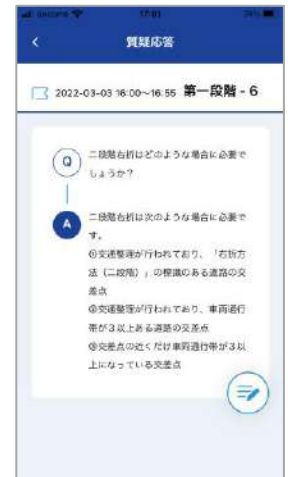 17:01
質疑応答
2022-03-03 16:00～16:55 第一段階 - 6
Q 二段階右折はどのような場合に必要で
しょうか？
A 二段階右折は次のような場合に必要で
す。
①交通整理が行われており、「右折方
法（二段階）」の標識のある道路の交
差点
②交通整理が行われており、車両通行
帯が３以上ある道路の交差点
③交差点の近くだけ車両通行帯が３以
上になっている交差点